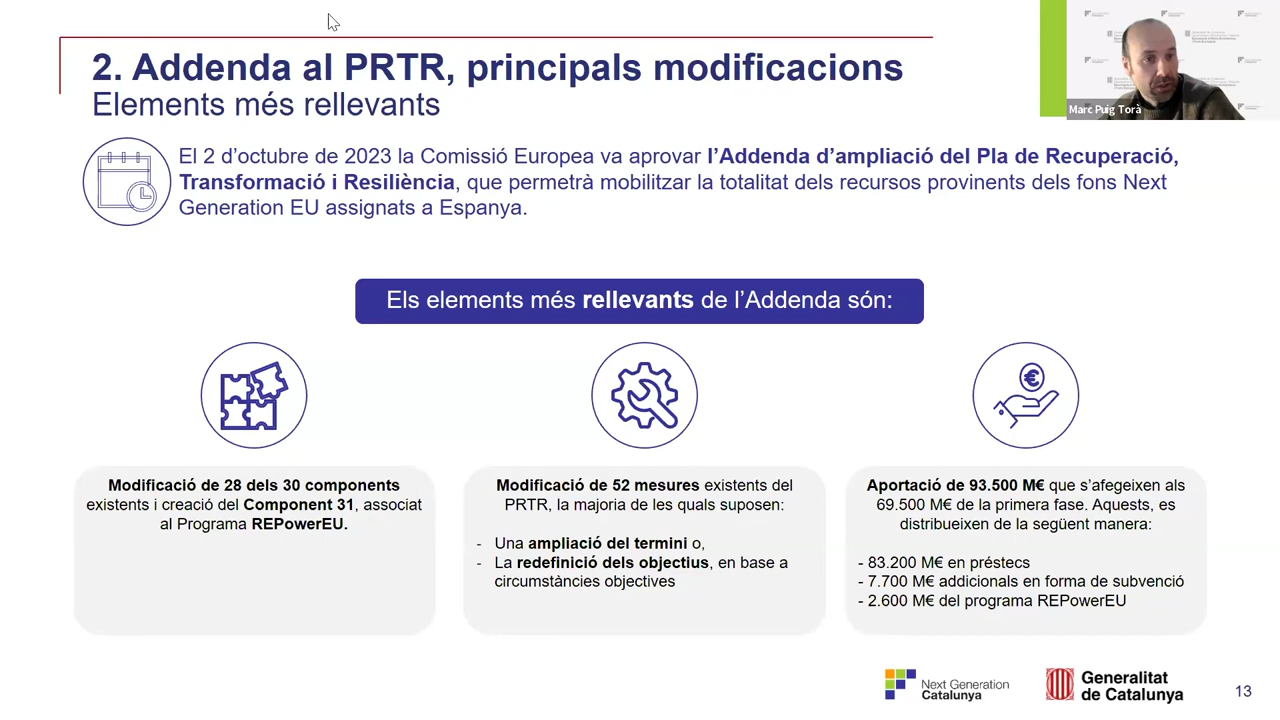 2. Addenda al PRTR, principals modificacions
Elements més rellevants
Marc Puig Torà
El 2 d’octubre de 2023 la Comissió Europea va aprovar l’Addenda d’ampliació del Pla de Recuperació,
Transformació i Resiliència, que permetrà mobilitzar la totalitat dels recursos provinents dels fons Next
Generation EU assignats a Espanya.
Els elements més rellevants de l’Addenda són:
Modificació de 28 dels 30 components
existents i creació del Component 31, associat
al Programa REPowerEU.
Modificació de 52 mesures existents del
PRTR, la majoria de les quals suposen:
- Una ampliació del termini o,
- La redefinició dels objectius, en base a
circumstàncies objectives
Aportació de 93.500 M€ que s’afegeixen als
69.500 M€ de la primera fase. Aquests, es
distribueixen de la següent manera:
- 83.200 M€ en préstecs
- 7.700 M€ addicionals en forma de subvenció
- 2.600 M€ del programa REPowerEU
Next Generation
Catalunya
Generalitat
de Catalunya
13